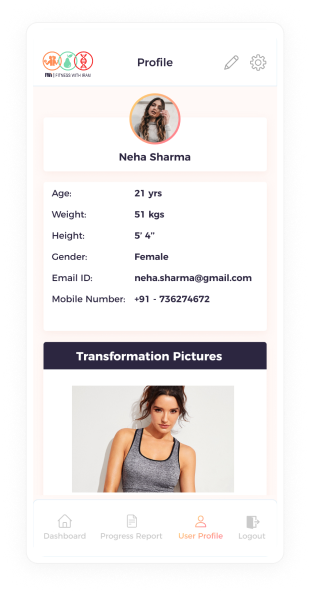 Profile
FITNESS WITH IRAN
Neha Sharma
Age: 21 yrs
Weight: 51 kgs
Height: 5' 4"
Gender: Female
Email ID: neha.sharma@gmail.com
Mobile Number: +91 - 736274672
Transformation Pictures
Dashboard Progress Report User Profile Logout